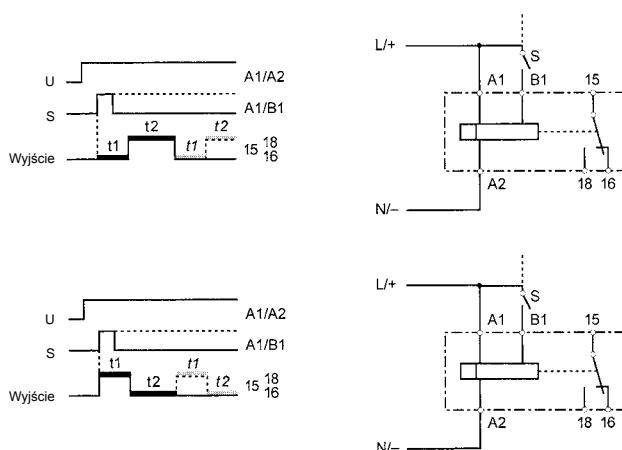 U
A1/A2
S
A1/B1
t1
t2
t1
t2
Wyjście
15
18
16
L/+
S
A1
B1
15
A2
18
16
N/–
U
A1/A2
S
A1/B1
t1
t2
t1
t2
Wyjście
15
18
16
L/+
S
A1
B1
15
A2
18
16
N/–